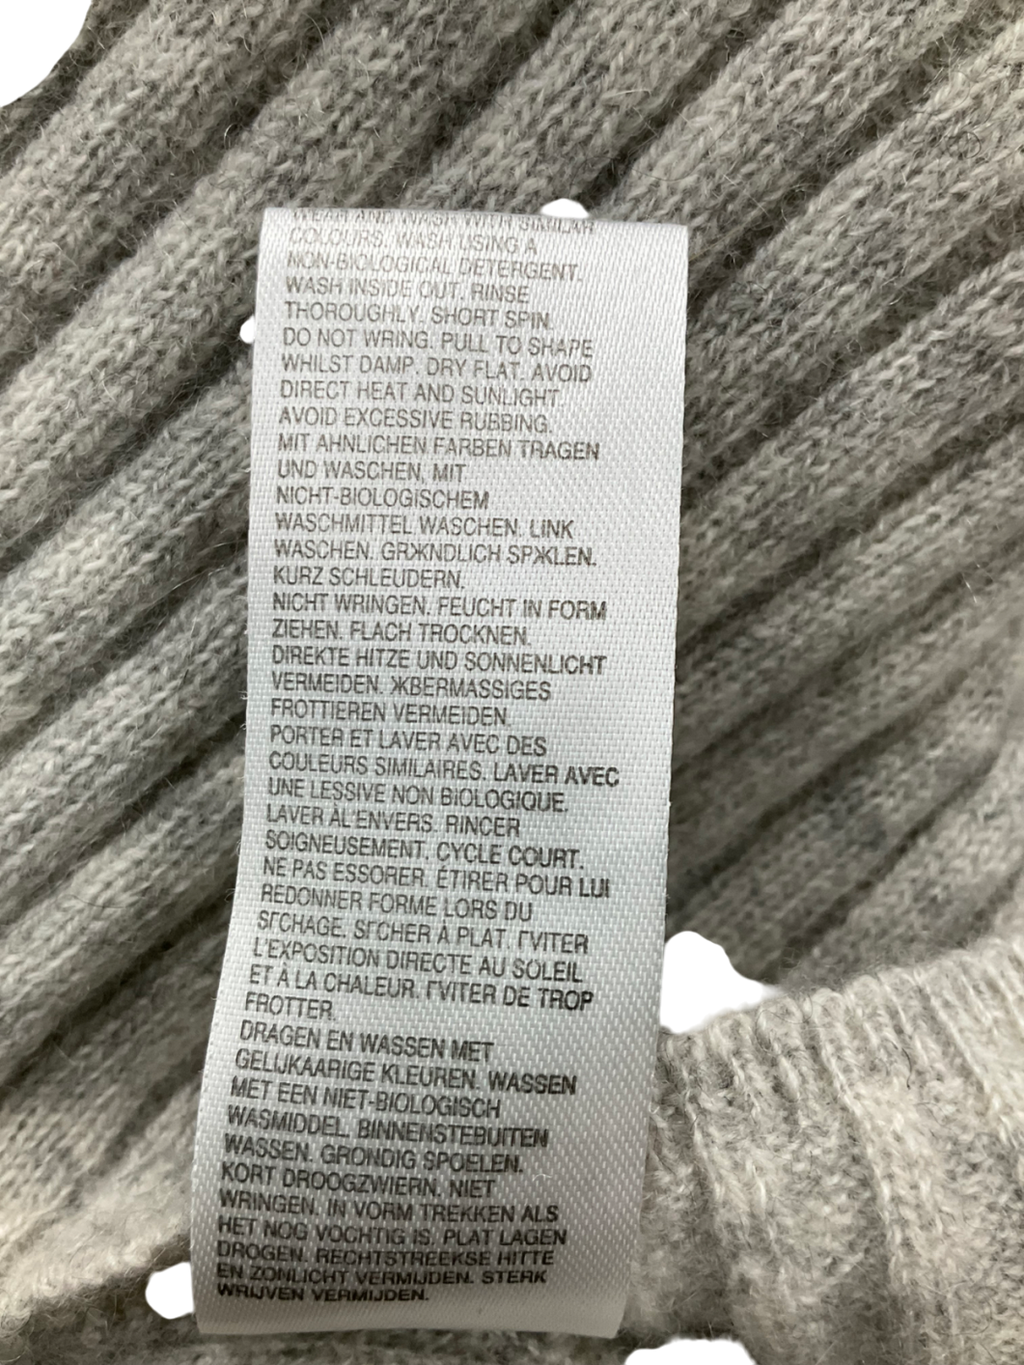 WEAR AND WASH WITH SIMILAR
COLOURS. WASH USING A
NON-BIOLOGICAL DETERGENT.
WASH INSIDE OUT. RINSE
THOROUGHLY. SHORT SPIN.
DO NOT WRING. PULL TO SHAPE
WHILST DAMP. DRY FLAT. AVOID
DIRECT HEAT AND SUNLIGHT.
AVOID EXCESSIVE RUBBING.
MIT AHNLICHEN FARBEN TRAGEN
UND WASCHEN, MIT
NICHT-BIOLOGISCHEM
WASCHMITTEL WASCHEN. LINK
WASCHEN. GRЖNDLICH SPЖLEN.
KURZ SCHLEUDERN.
NICHT WRINGEN. FEUCHT IN FORM
ZIEHEN. FLACH TROCKNEN.
DIREKTE HITZE UND SONNENLICHT
VERMEIDEN. ЖBERMASSIGES
FROTTIEREN VERMEIDEN.
PORTER ET LAVER AVEC DES
COULEURS SIMILAIRES. LAVER AVEC
UNE LESSIVE NON BIOLOGIQUE.
LAVER ÀL'ENVERS. RINCER
SOIGNEUSEMENT. CYCLE COURT.
NE PAS ESSORER. ÉTIRER POUR LUI
REDONNER FORME LORS DU
SГCHAGE. SГCHER À PLAT. ГVITER
L'EXPOSITION DIRECTE AU SOLEIL
ET À LA CHALEUR. ГVITER DE TROP
FROTTER.
DRAGEN EN WASSEN MET
GELIJKAARIGE KLEUREN. WASSEN
MET EEN NIET-BIOLOGISCH
WASMIDDEL. BINNENSTEBUITEN
WASSEN. GRONDIG SPOELEN.
KORT DROOGZWIERN. NIET
WRINGEN. IN VORM TREKKEN ALS
HET NOG VOCHTIG IS. PLAT LAGEN
DROGEN. RECHTSTREEKSE HITTE
EN ZONLICHT VERMIJDEN. STERK
WRIJVEN VERMIJDEN.